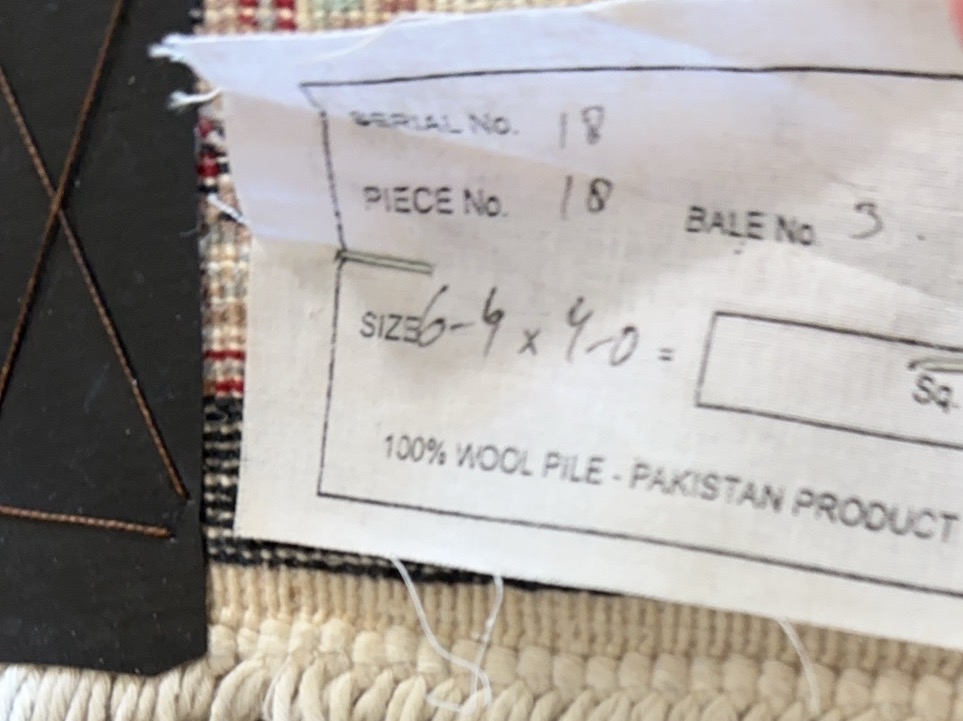 SERIAL No. 18
PIECE No. 18 BALE No. 3.
SIZE 6-4 x 4-0 = Sq.
100% WOOL PILE - PAKISTAN PRODUCT